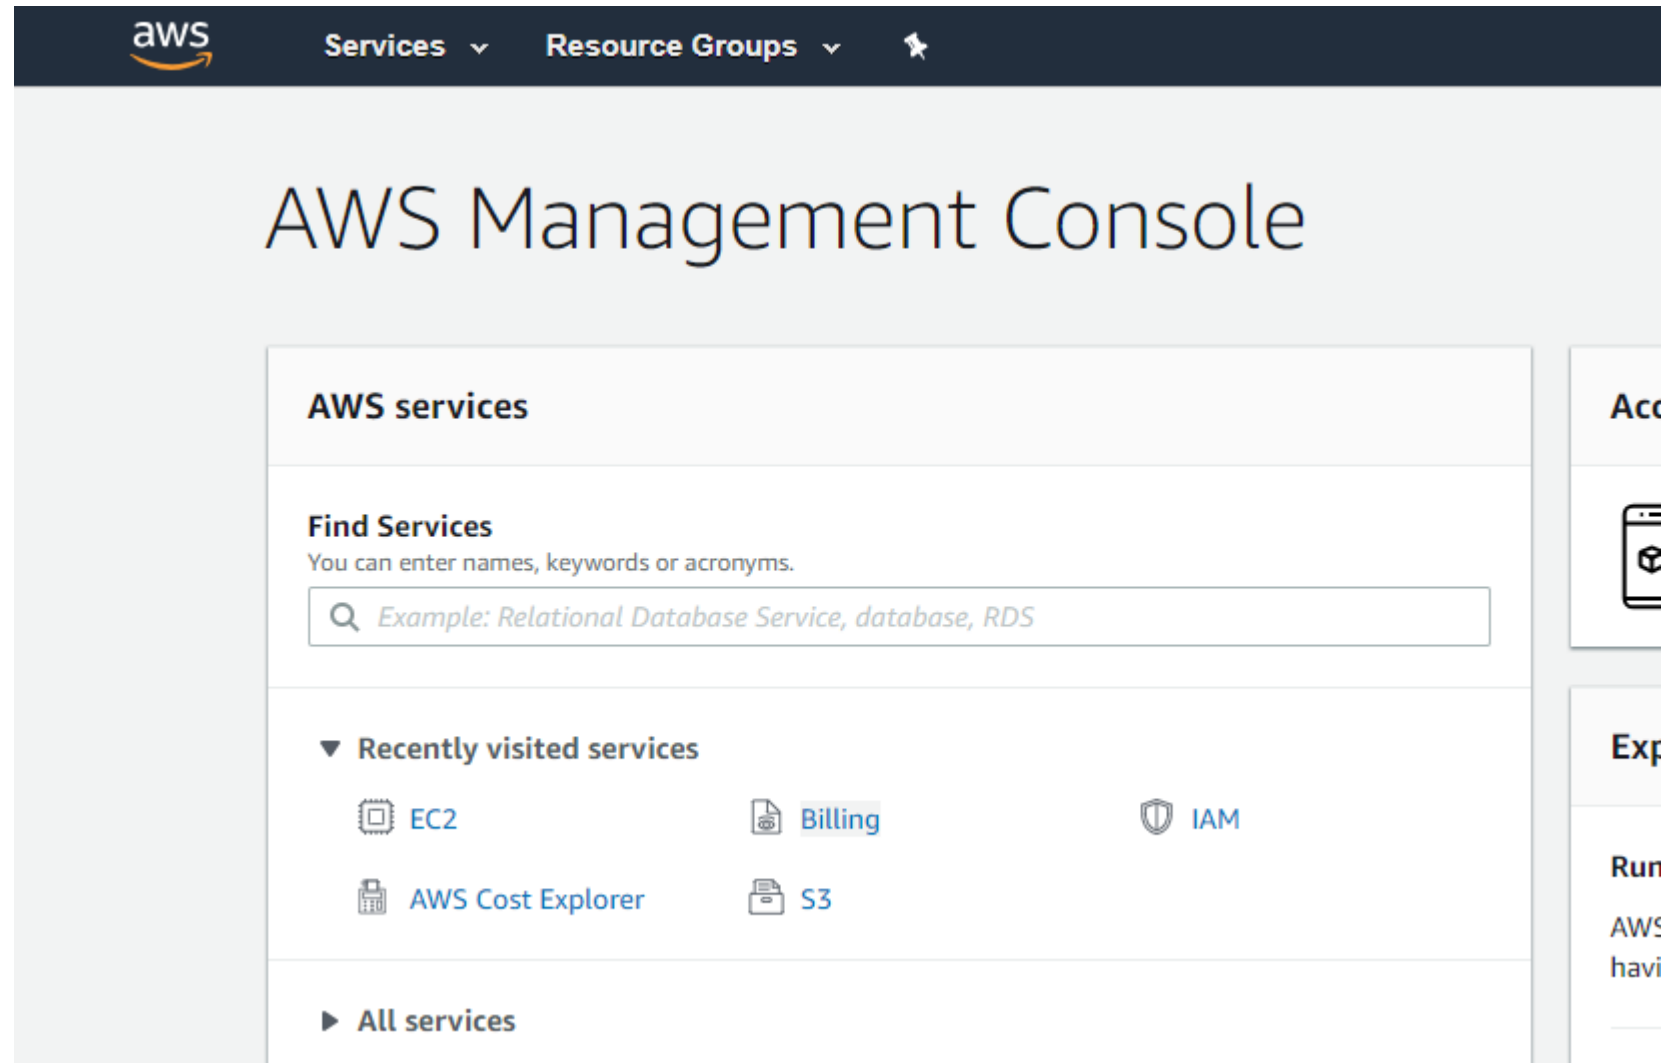 aws Services Resource Groups
AWS Management Console
AWS services
Find Services
You can enter names, keywords or acronyms.
Example: Relational Database Service, database, RDS
Recently visited services
EC2 Billing IAM
AWS Cost Explorer S3
All services
AWS